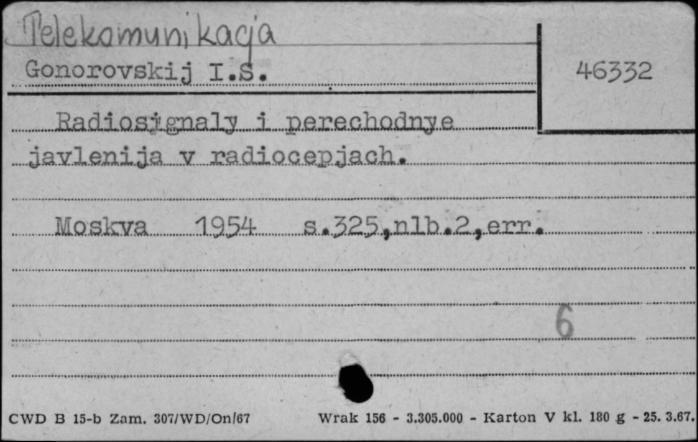 Telekomunikacja
Gonorovskij I.S.
46332
Radiosignaly i perechodnye
javlenija v radiocepjach.
Moskva 1954 s.325,nlb.2,err.
6
CWD B 15-b Zam. 307/WD/On/67 Wrak 156 - 3.305.000 - Karton V kl. 180 g - 25. 3.67.